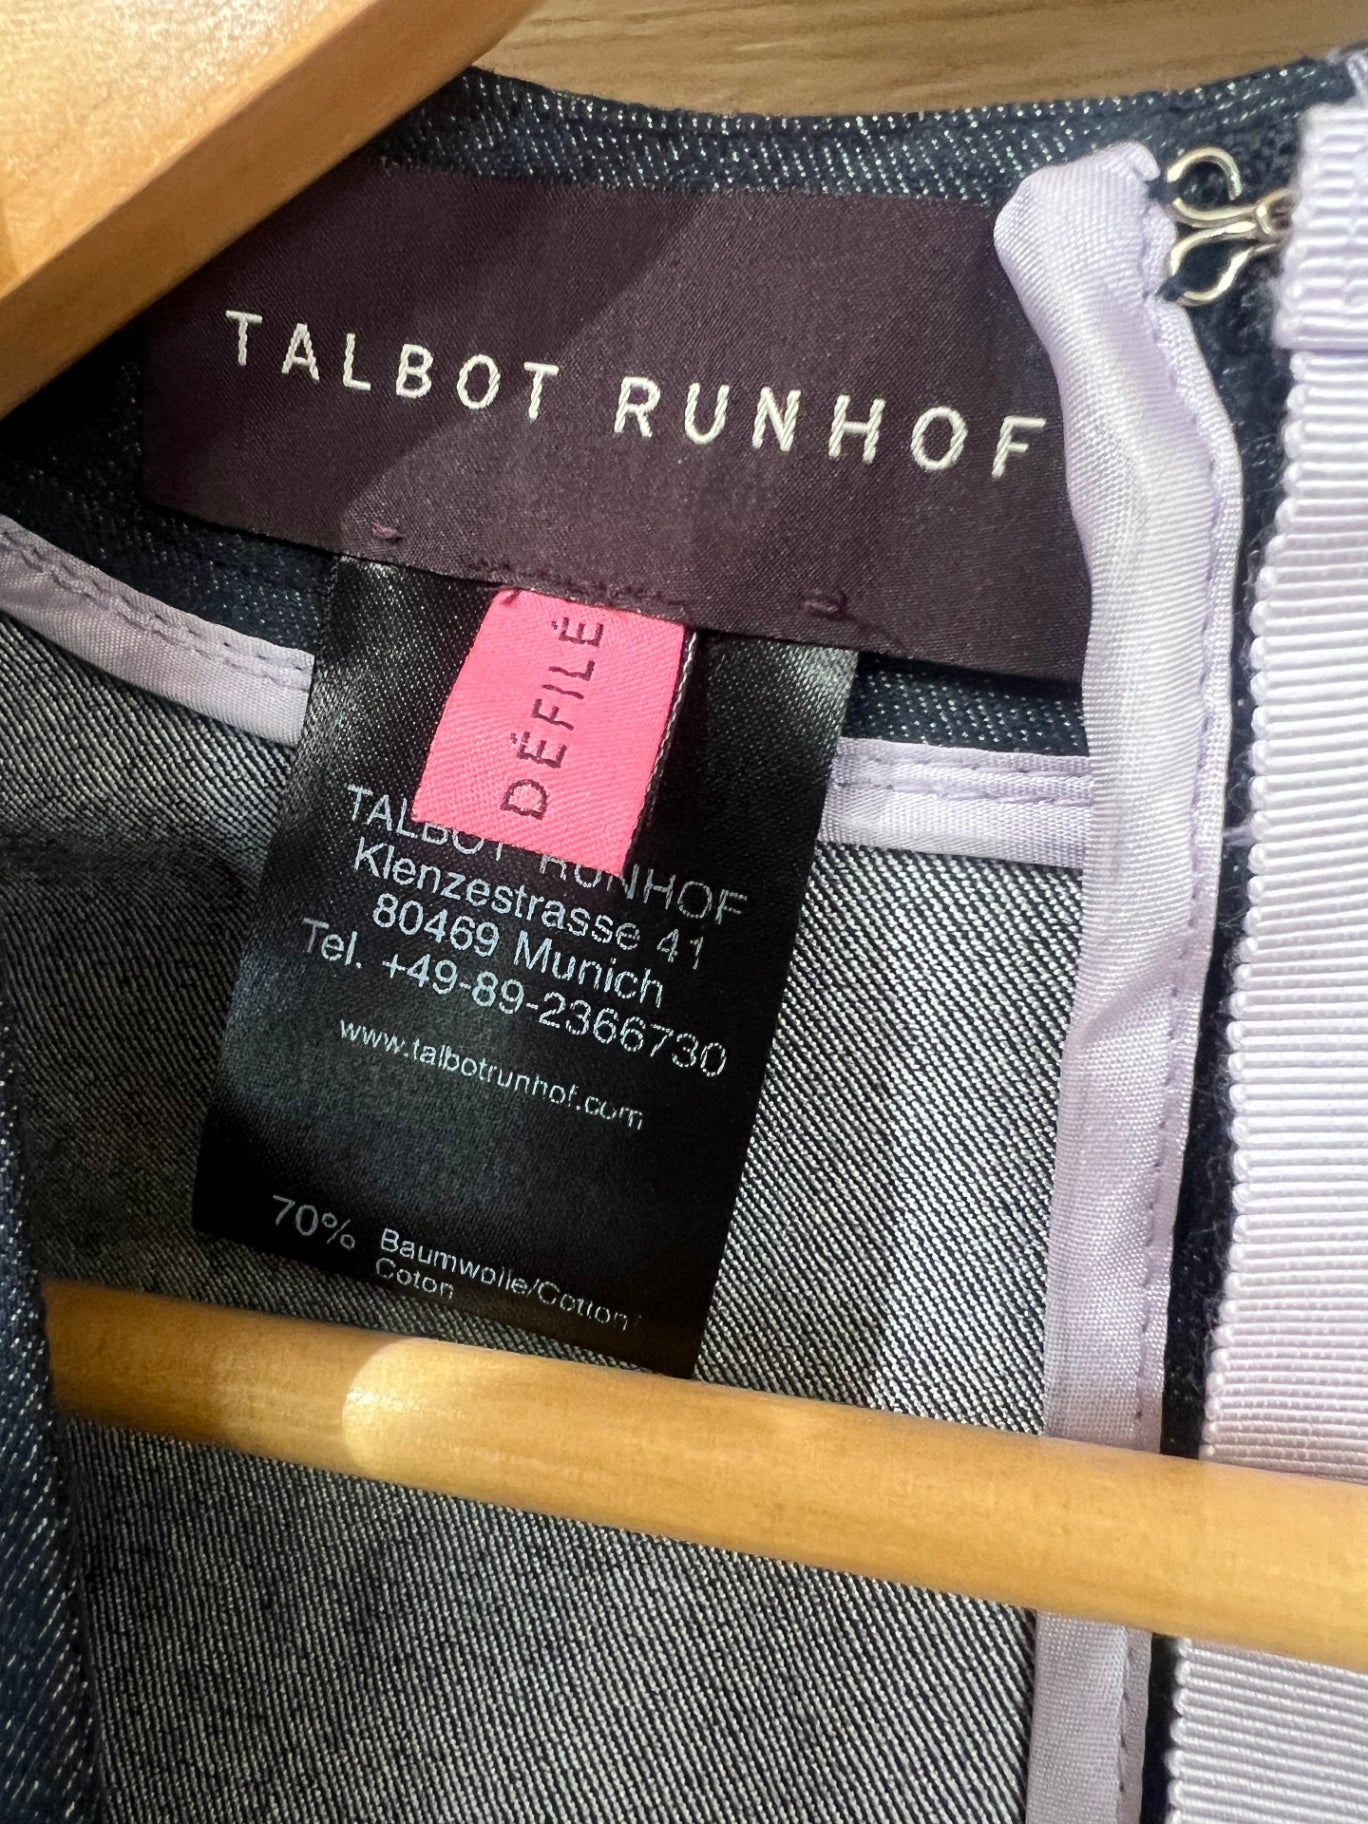 TALBOT RUNHOF
DÉFILÉ
TALBOT RUNHOF
Klenzestrasse 41
80469 Munich
Tel. +49-89-2366730
www.talbotrunhof.com
70% Baumwolle/Cotton
Coton